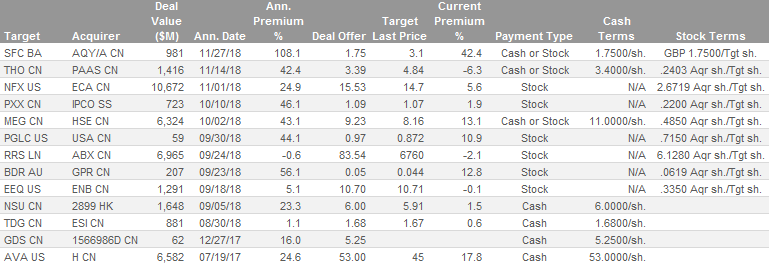 Deal Ann. Current
Value Premium Target Premium Cash
Target Acquirer ($M) Ann. Date % Deal Offer Last Price % Payment Type Terms Stock Terms
SFC BA AQY/A CN 981 11/27/18 108.1 1.75 3.1 42.4 Cash or Stock 1.7500/sh. GBP 1.7500/Tgt sh.
THO CN PAAS CN 1,416 11/14/18 42.4 3.39 4.84 -6.3 Cash or Stock 3.4000/sh. .2403 Aqr sh./Tgt sh.
NFX US ECA CN 10,672 11/01/18 24.9 15.53 14.7 5.6 Stock N/A 2.6719 Aqr sh./Tgt sh.
PXX CN IPCO SS 723 10/10/18 46.1 1.09 1.07 1.9 Stock N/A .2200 Aqr sh./Tgt sh.
MEG CN HSE CN 6,324 10/02/18 43.1 9.23 8.16 13.1 Cash or Stock 11.0000/sh. .4850 Aqr sh./Tgt sh.
PGLC US USA CN 59 09/30/18 44.1 0.97 0.872 10.9 Stock N/A .7150 Aqr sh./Tgt sh.
RRS LN ABX CN 6,965 09/24/18 -0.6 83.54 6760 -2.1 Stock N/A 6.1280 Aqr sh./Tgt sh.
BDR AU GPR CN 207 09/23/18 56.1 0.05 0.044 12.8 Stock N/A .0619 Aqr sh./Tgt sh.
EEQ US ENB CN 1,291 09/18/18 5.1 10.70 10.71 -0.1 Stock N/A .3350 Aqr sh./Tgt sh.
NSU CN 2899 HK 1,648 09/05/18 23.3 6.00 5.91 1.5 Cash 6.0000/sh.
TDG CN ESI CN 881 08/30/18 1.1 1.68 1.67 0.6 Cash 1.6800/sh.
GDS CN 1566986D CN 62 12/27/17 16.0 5.25 Cash 5.2500/sh.
AVA US H CN 6,582 07/19/17 24.6 53.00 45 17.8 Cash 53.0000/sh.